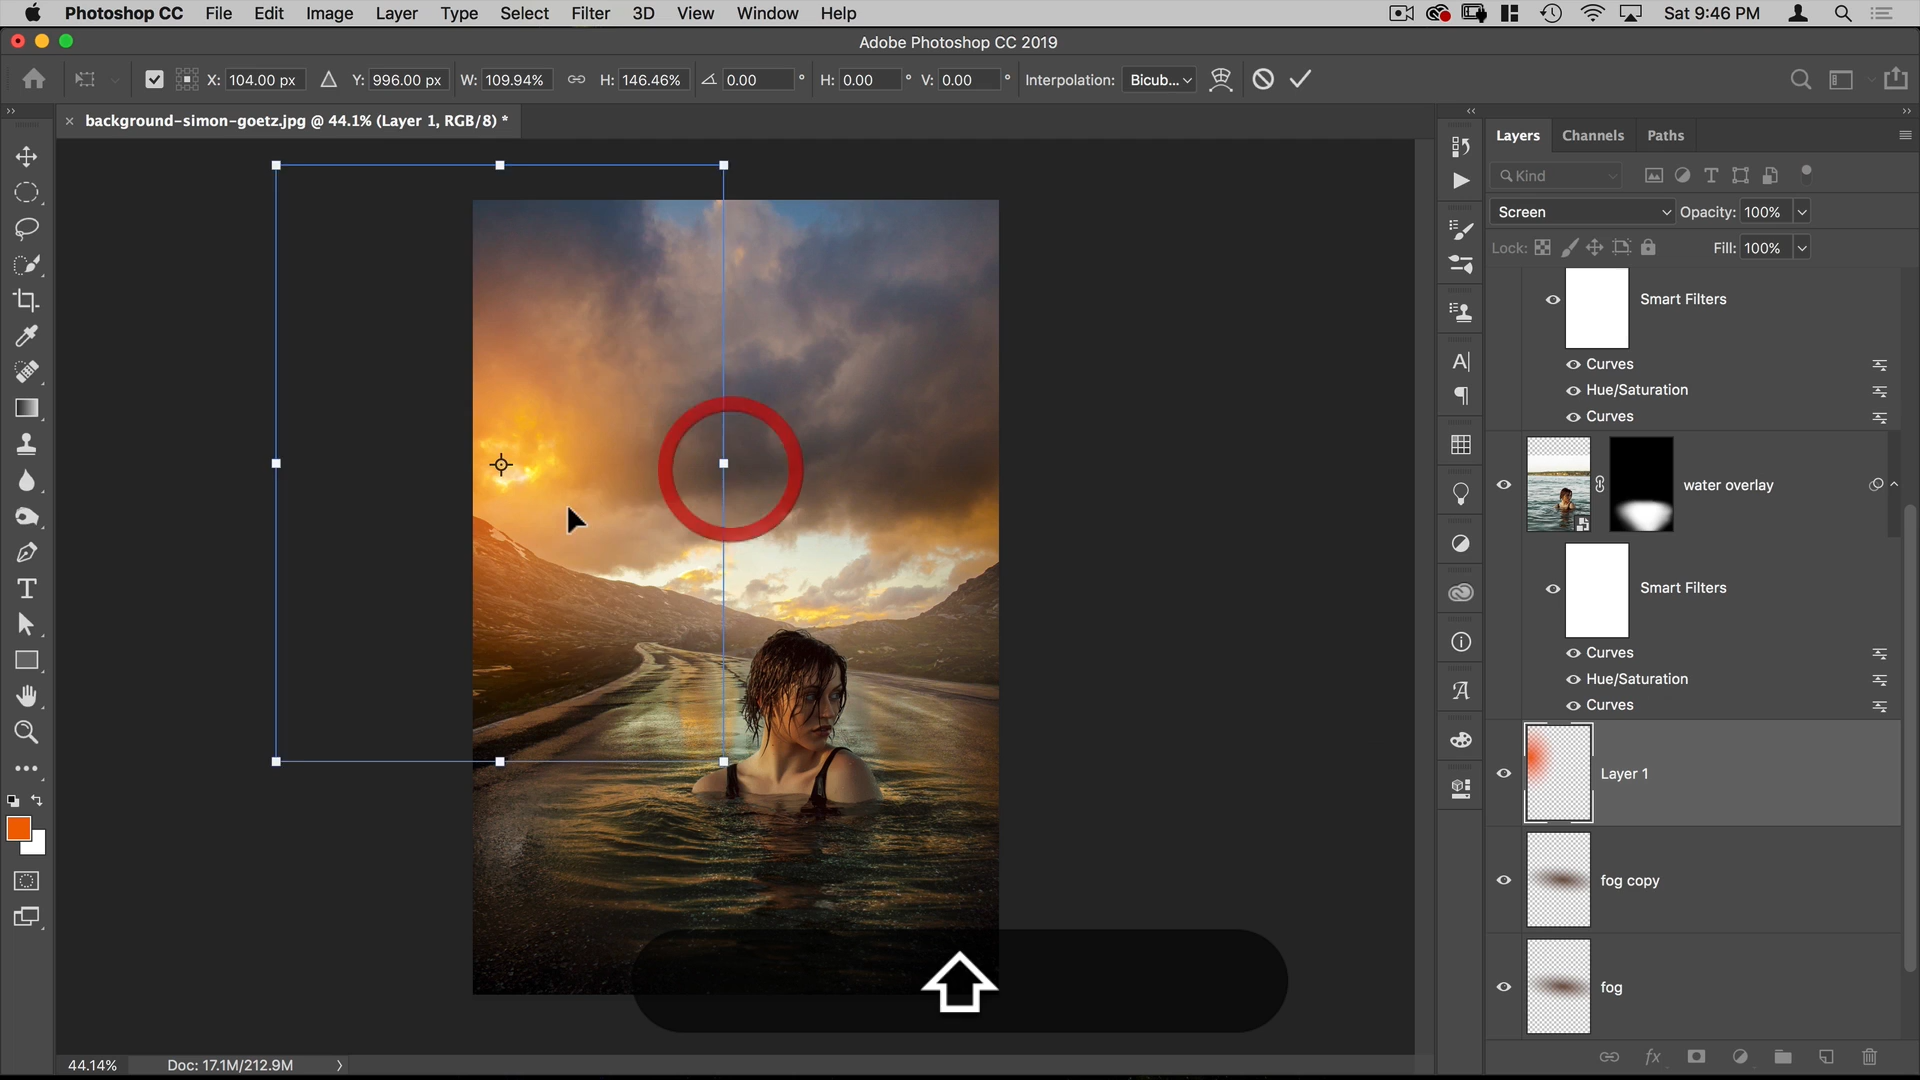 Photoshop CC File Edit Image Layer Type Select Filter 3D View Window Help Sat 9:46 PM
Adobe Photoshop CC 2019
X: 104.00 px Y: 996.00 px W: 109.94% H: 146.46% 0.00 ° H: 0.00 ° V: 0.00 ° Interpolation: Bicub...
background-simon-goetz.jpg @ 44.1% (Layer 1, RGB/8) *
Layers Channels Paths
Kind
Screen Opacity: 100%
Lock: Fill: 100%
Smart Filters
Curves
Hue/Saturation
Curves
water overlay
Smart Filters
Curves
Hue/Saturation
Curves
Layer 1
fog copy
fog
44.14% Doc: 17.1M/212.9M